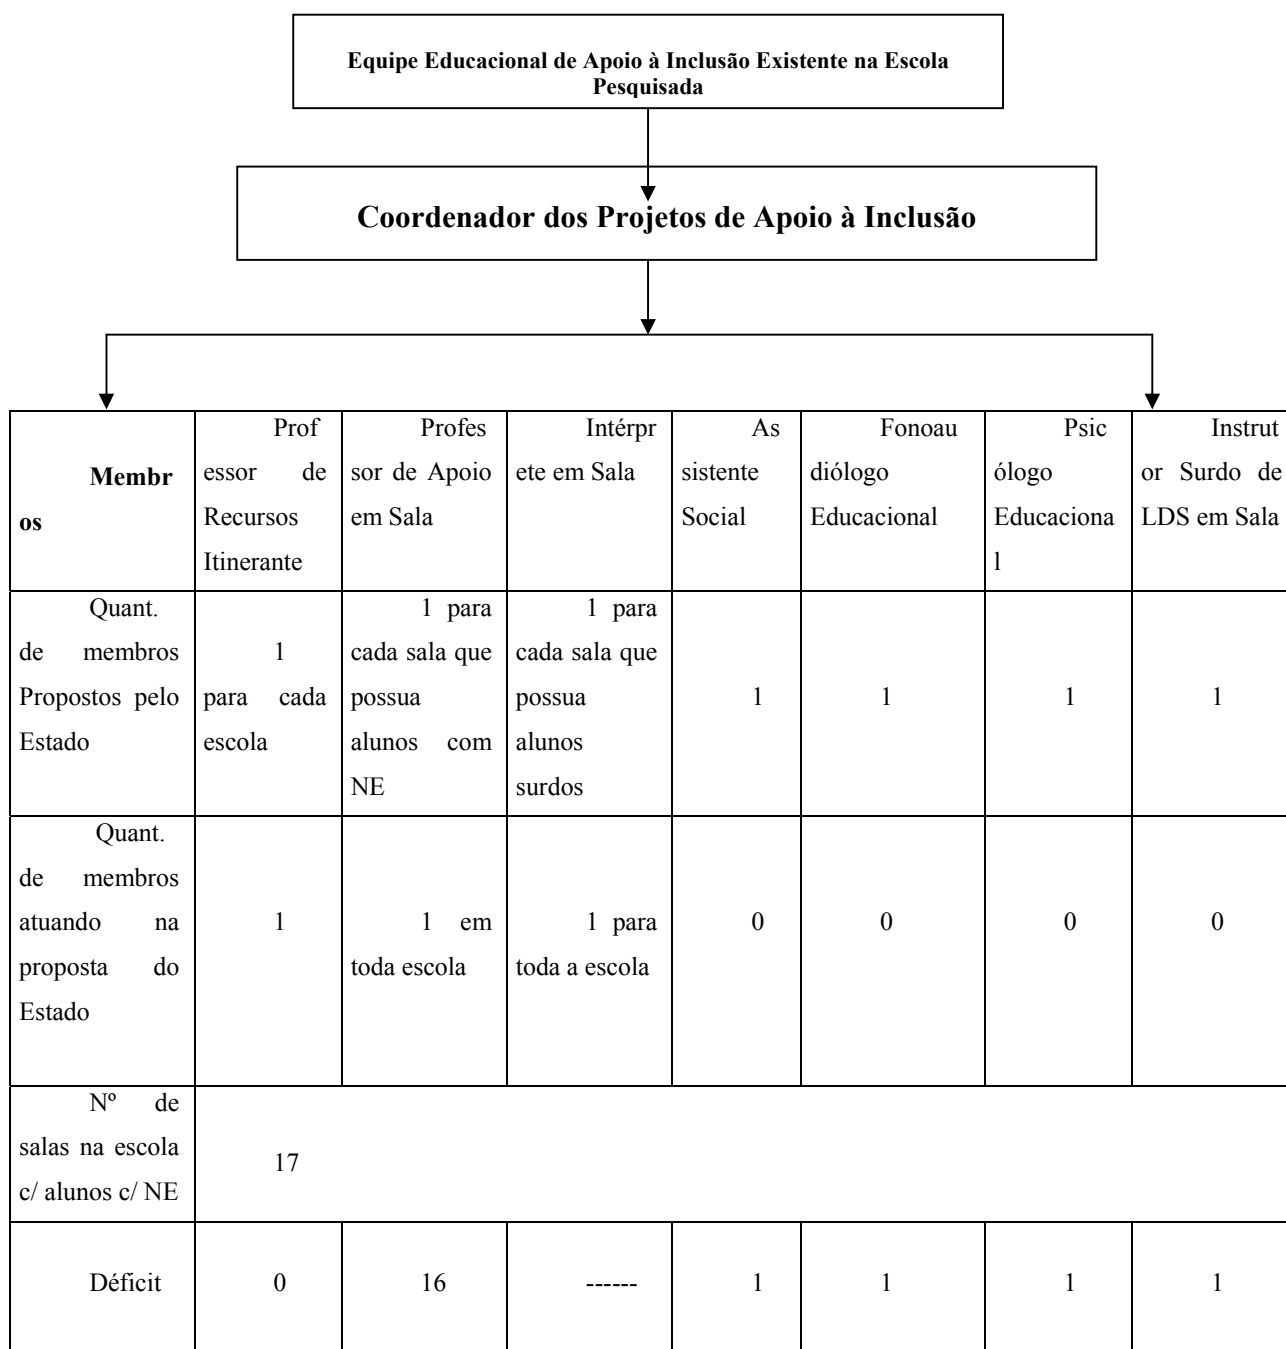 Equipe Educacional de Apoio à Inclusão Existente na Escola
Pesquisada
Coordenador dos Projetos de Apoio à Inclusão
Membr
os
Prof
essor de
Recursos
Itinerante
Profes
sor de Apoio
em Sala
Intérpr
ete em Sala
As
sistente
Social
Fonoau
diólogo
Educacional
Psic
ólogo
Educaciona
l
Instrut
or Surdo de
LDS em Sala
Quant.
de membros
Propostos pelo
Estado
1
para cada
escola
1 para
cada sala que
possua
alunos com
NE
1 para
cada sala que
possua
alunos
surdos
1
1
1
1
Quant.
de membros
atuando na
proposta do
Estado
1
1 em
toda escola
1 para
toda a escola
0
0
0
0
Nº de
salas na escola
c/ alunos c/ NE
17
Déficit
0
16
------
1
1
1
1